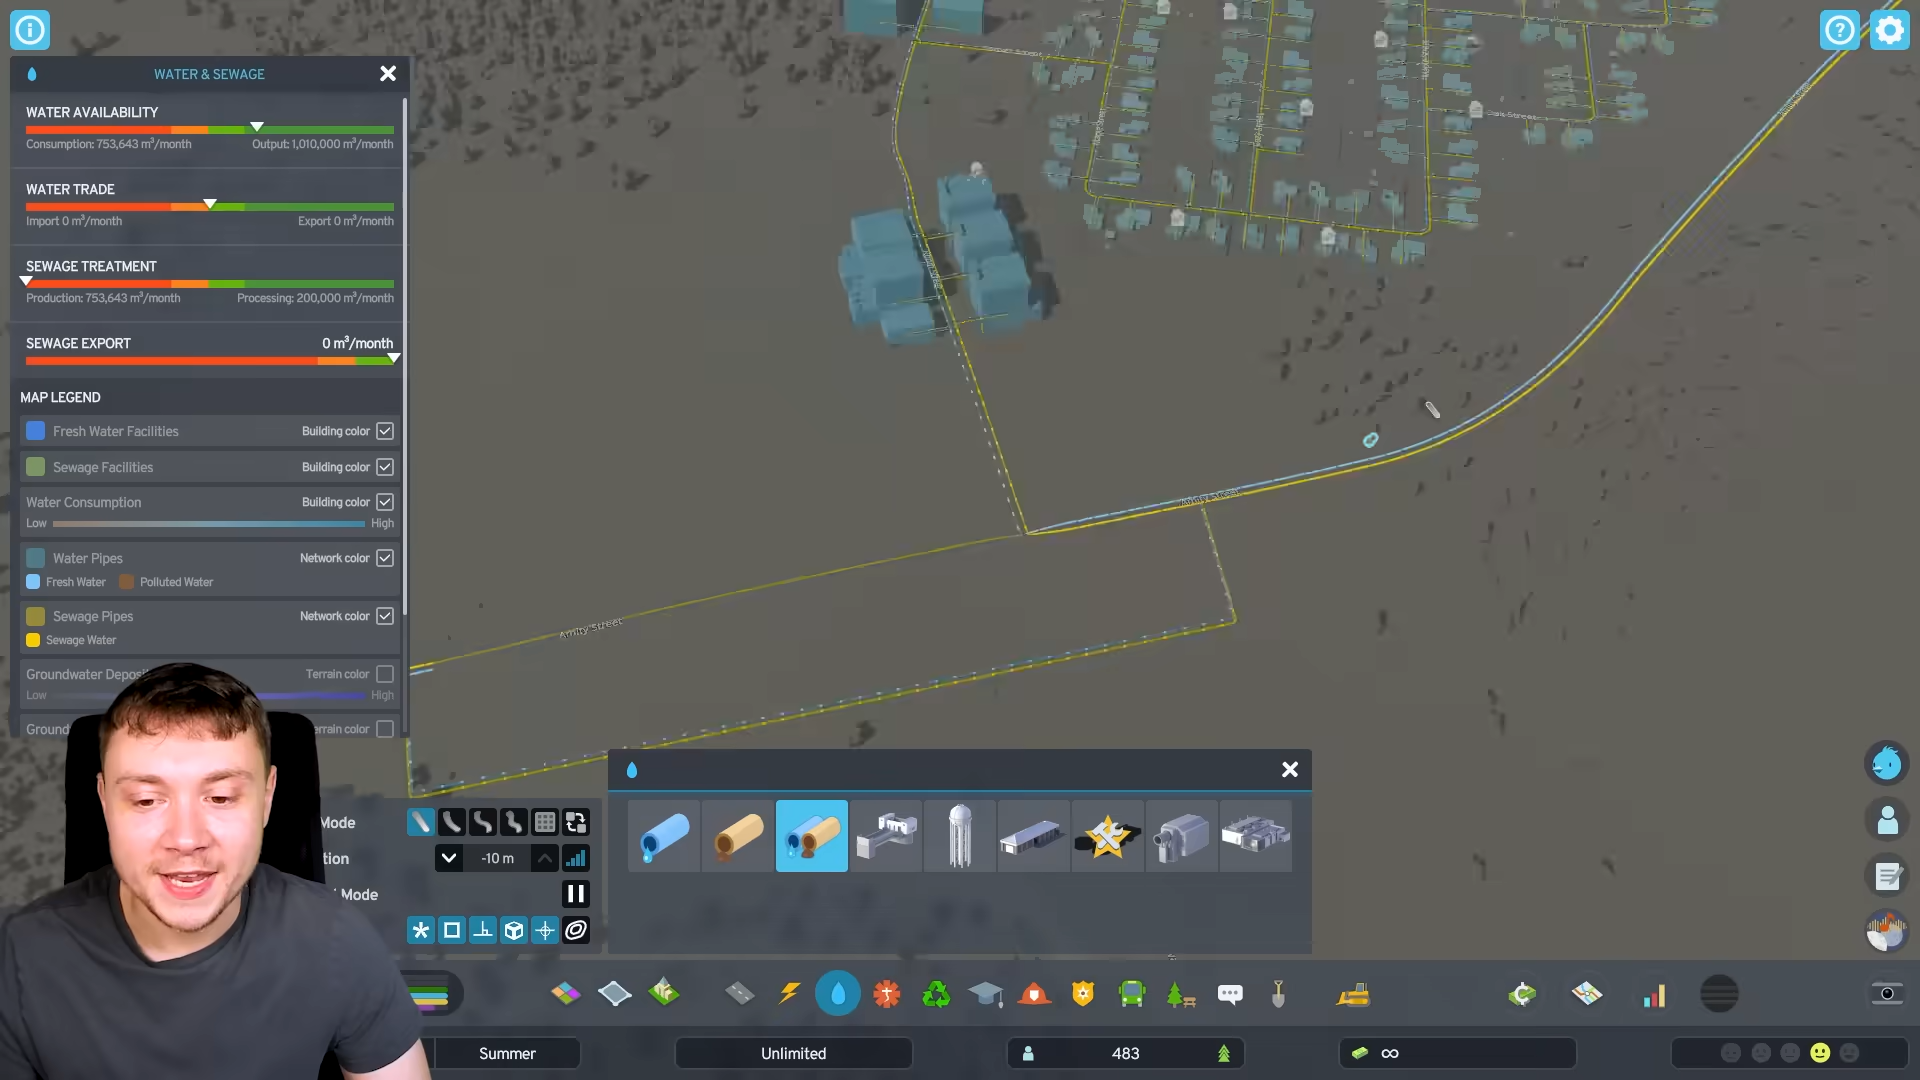 WATER & SEWAGE
WATER AVAILABILITY
Consumption: 753,643 m³/month
Output: 1,010,000 m³/month
WATER TRADE
Import 0 m³/month
Export 0 m³/month
SEWAGE TREATMENT
Production: 753,643 m³/month
Processing: 200,000 m³/month
SEWAGE EXPORT
0 m³/month
MAP LEGEND
Fresh Water Facilities
Building color
Sewage Facilities
Building color
Water Consumption
Building color
Low
High
Water Pipes
Network color
Fresh Water
Polluted Water
Sewage Pipes
Network color
Sewage Water
Groundwater Depos
Terrain color
Low
High
Ground
errain color
Amity Street
Amity Street
Mode
tion
-10 m
Mode
Summer
Unlimited
483
∞